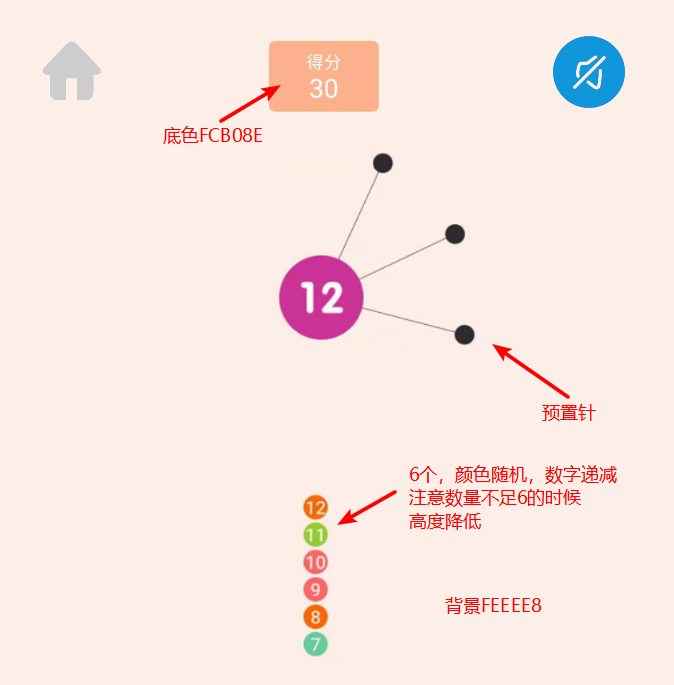 得分
30
底色FCB08E
12
预置针
6个，颜色随机，数字递减
注意数量不足6的时候
高度降低
12
11
10
9
8
7
背景FEEEE8